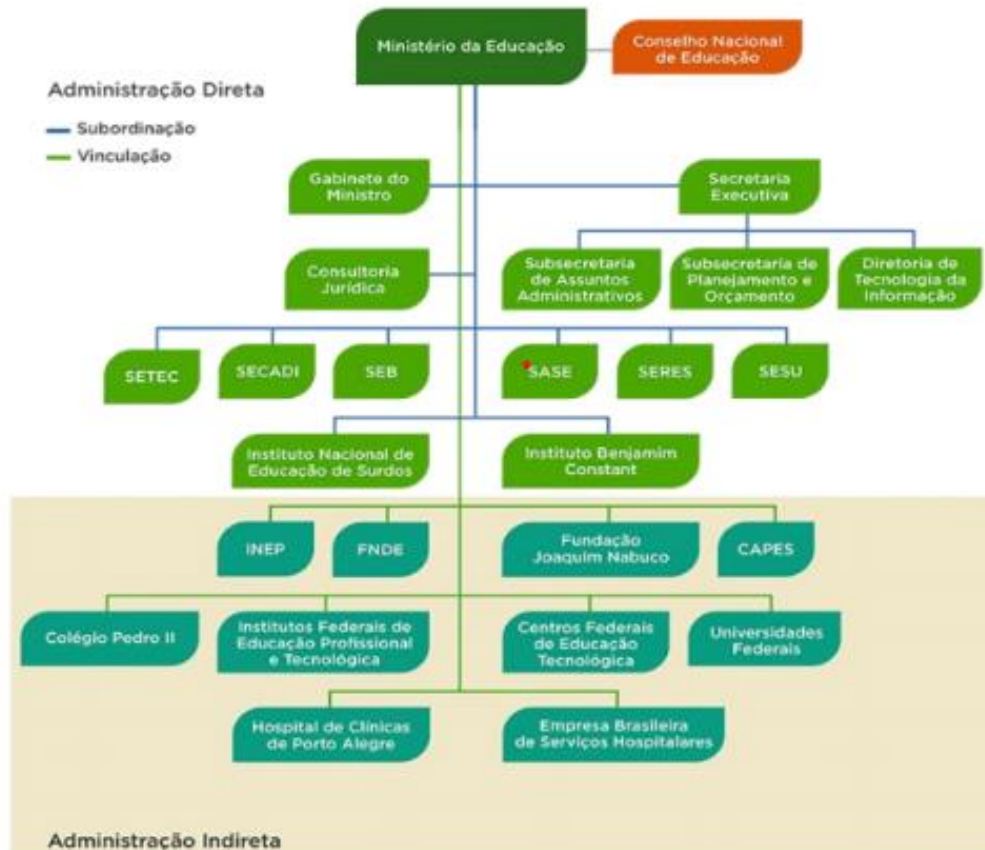 Ministério da Educação
Conselho Nacional
de Educação
Administração Direta
Subordinação
Vinculação
Gabinete do
Ministro
Secretaria
Executiva
Consultoria
Jurídica
Subsecretaria
de Assuntos
Administrativos
Subsecretaria de
Planejamento e
Orçamento
Diretoria de
Tecnologia da
Informação
SETEC
SECADI
SEB
SASE
SERES
SESU
Instituto Nacional de
Educação de Surdos
Instituto Benjamim
Constant
INEP
FNDE
Fundação
Joaquim Nabuco
CAPES
Colégio Pedro II
Institutos Federais de
Educação Profissional
e Tecnológica
Centros Federais
de Educação
Tecnológica
Universidades
Federais
Hospital de Clínicas
de Porto Alegre
Empresa Brasileira
de Serviços Hospitalares
Administração Indireta